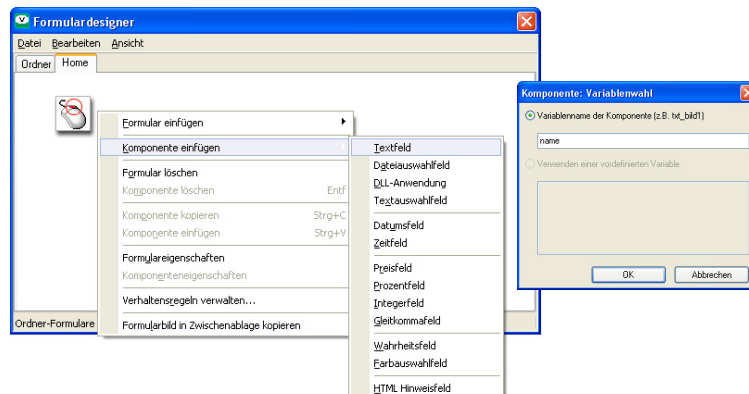 Formulardesigner
Datei Bearbeiten Ansicht
Ordner Home
Formular einfügen
Komponente einfügen
Formular löschen
Komponente löschen Entf
Komponente kopieren Strg+C
Komponente einfügen Strg+V
Formulareigenschaften
Komponenteneigenschaften
Verhaltensregeln verwalten...
Formularbild in Zwischenablage kopieren
Ordner-Formulare
Textfeld
Dateiauswahlfeld
DLL-Anwendung
Textauswahlfeld
Datumsfeld
Zeitfeld
Preisfeld
Prozentfeld
Integerfeld
Gleitkommafeld
Wahrheitsfeld
Farbauswahlfeld
HTML Hinweisfeld
Komponente: Variablenwahl
Variablenname der Komponente (z.B. txt_bild1)
name
Verwenden einer vordefinierten Variable
OK Abbrechen